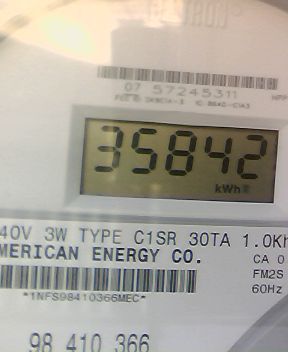 07 57245311
35842
kWh
40V 3W TYPE C1SR 30TA 1.0Kh
MERICAN ENERGY CO.
CA 0
FM2S
*1NFS98410366MEC*
60Hz
98 410 366